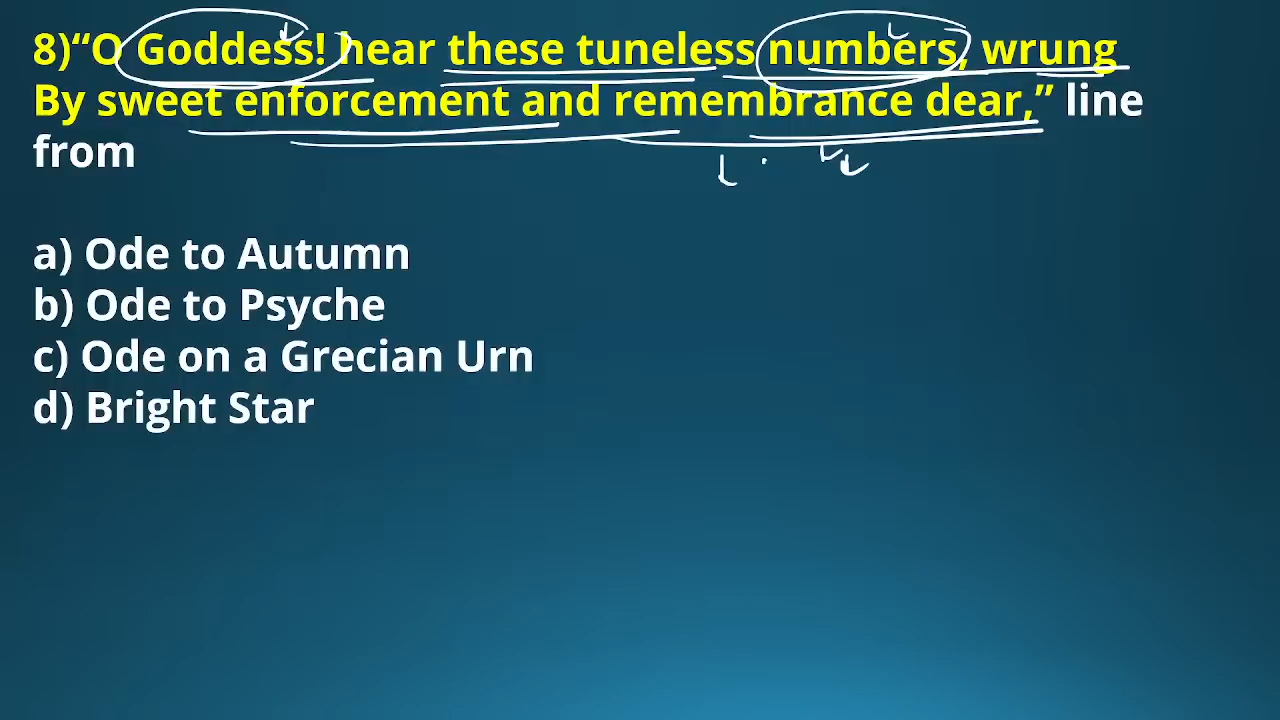 8)“O Goddess! hear these tuneless numbers, wrung
By sweet enforcement and remembrance dear,” line
from
a) Ode to Autumn
b) Ode to Psyche
c) Ode on a Grecian Urn
d) Bright Star